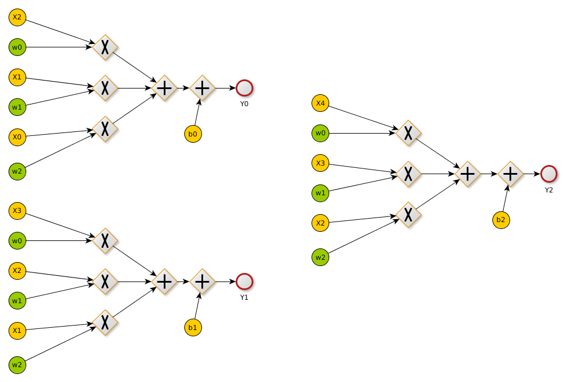 X2
w0
X1
w1
X0
w2
X
X
X
+
+
b0
Y0
X3
w0
X2
w1
X1
w2
X
X
X
+
+
b1
Y1
X4
w0
X3
w1
X2
w2
X
X
X
+
+
b2
Y2